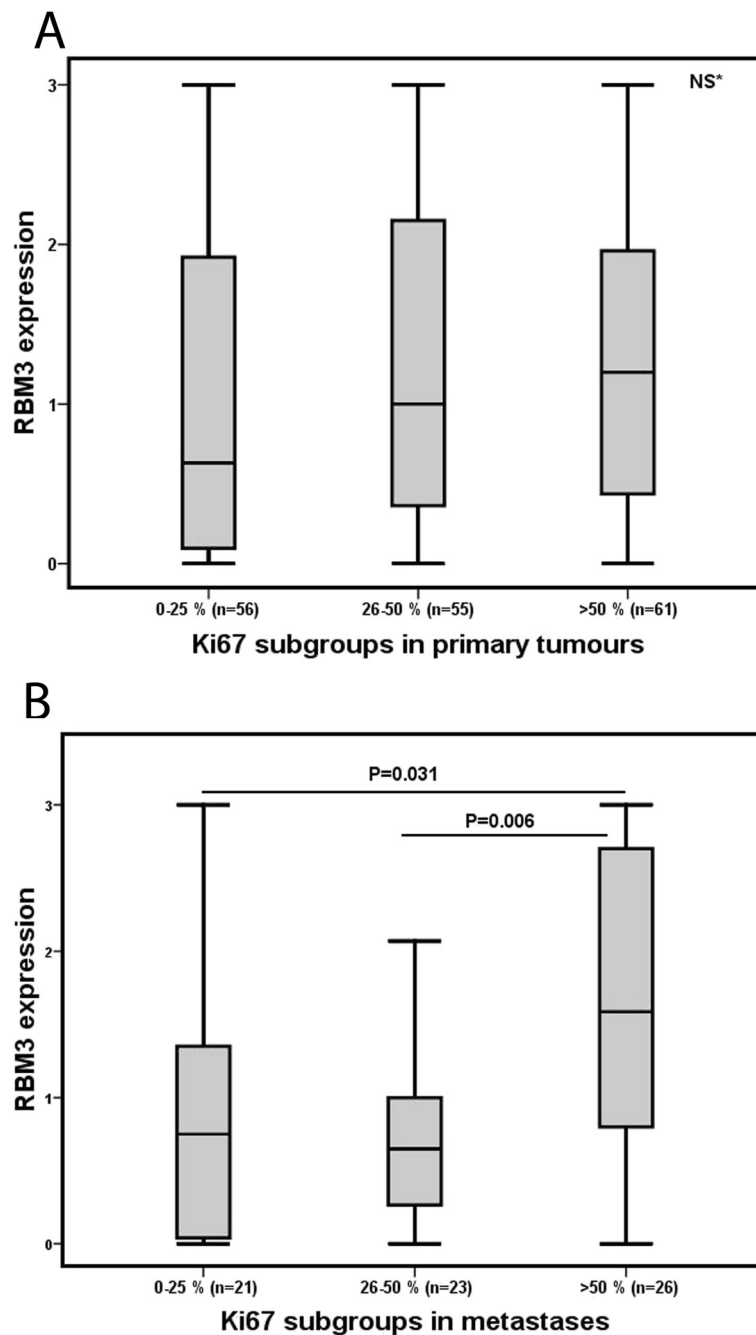 A
NS*
3
2
1
0
RBM3 expression
0-25 % (n=56) 26-50 % (n=55) >50 % (n=61)
Ki67 subgroups in primary tumours
B
P=0.031
P=0.006
3
2
1
0
RBM3 expression
0-25 % (n=21) 26-50 % (n=23) >50 % (n=26)
Ki67 subgroups in metastases